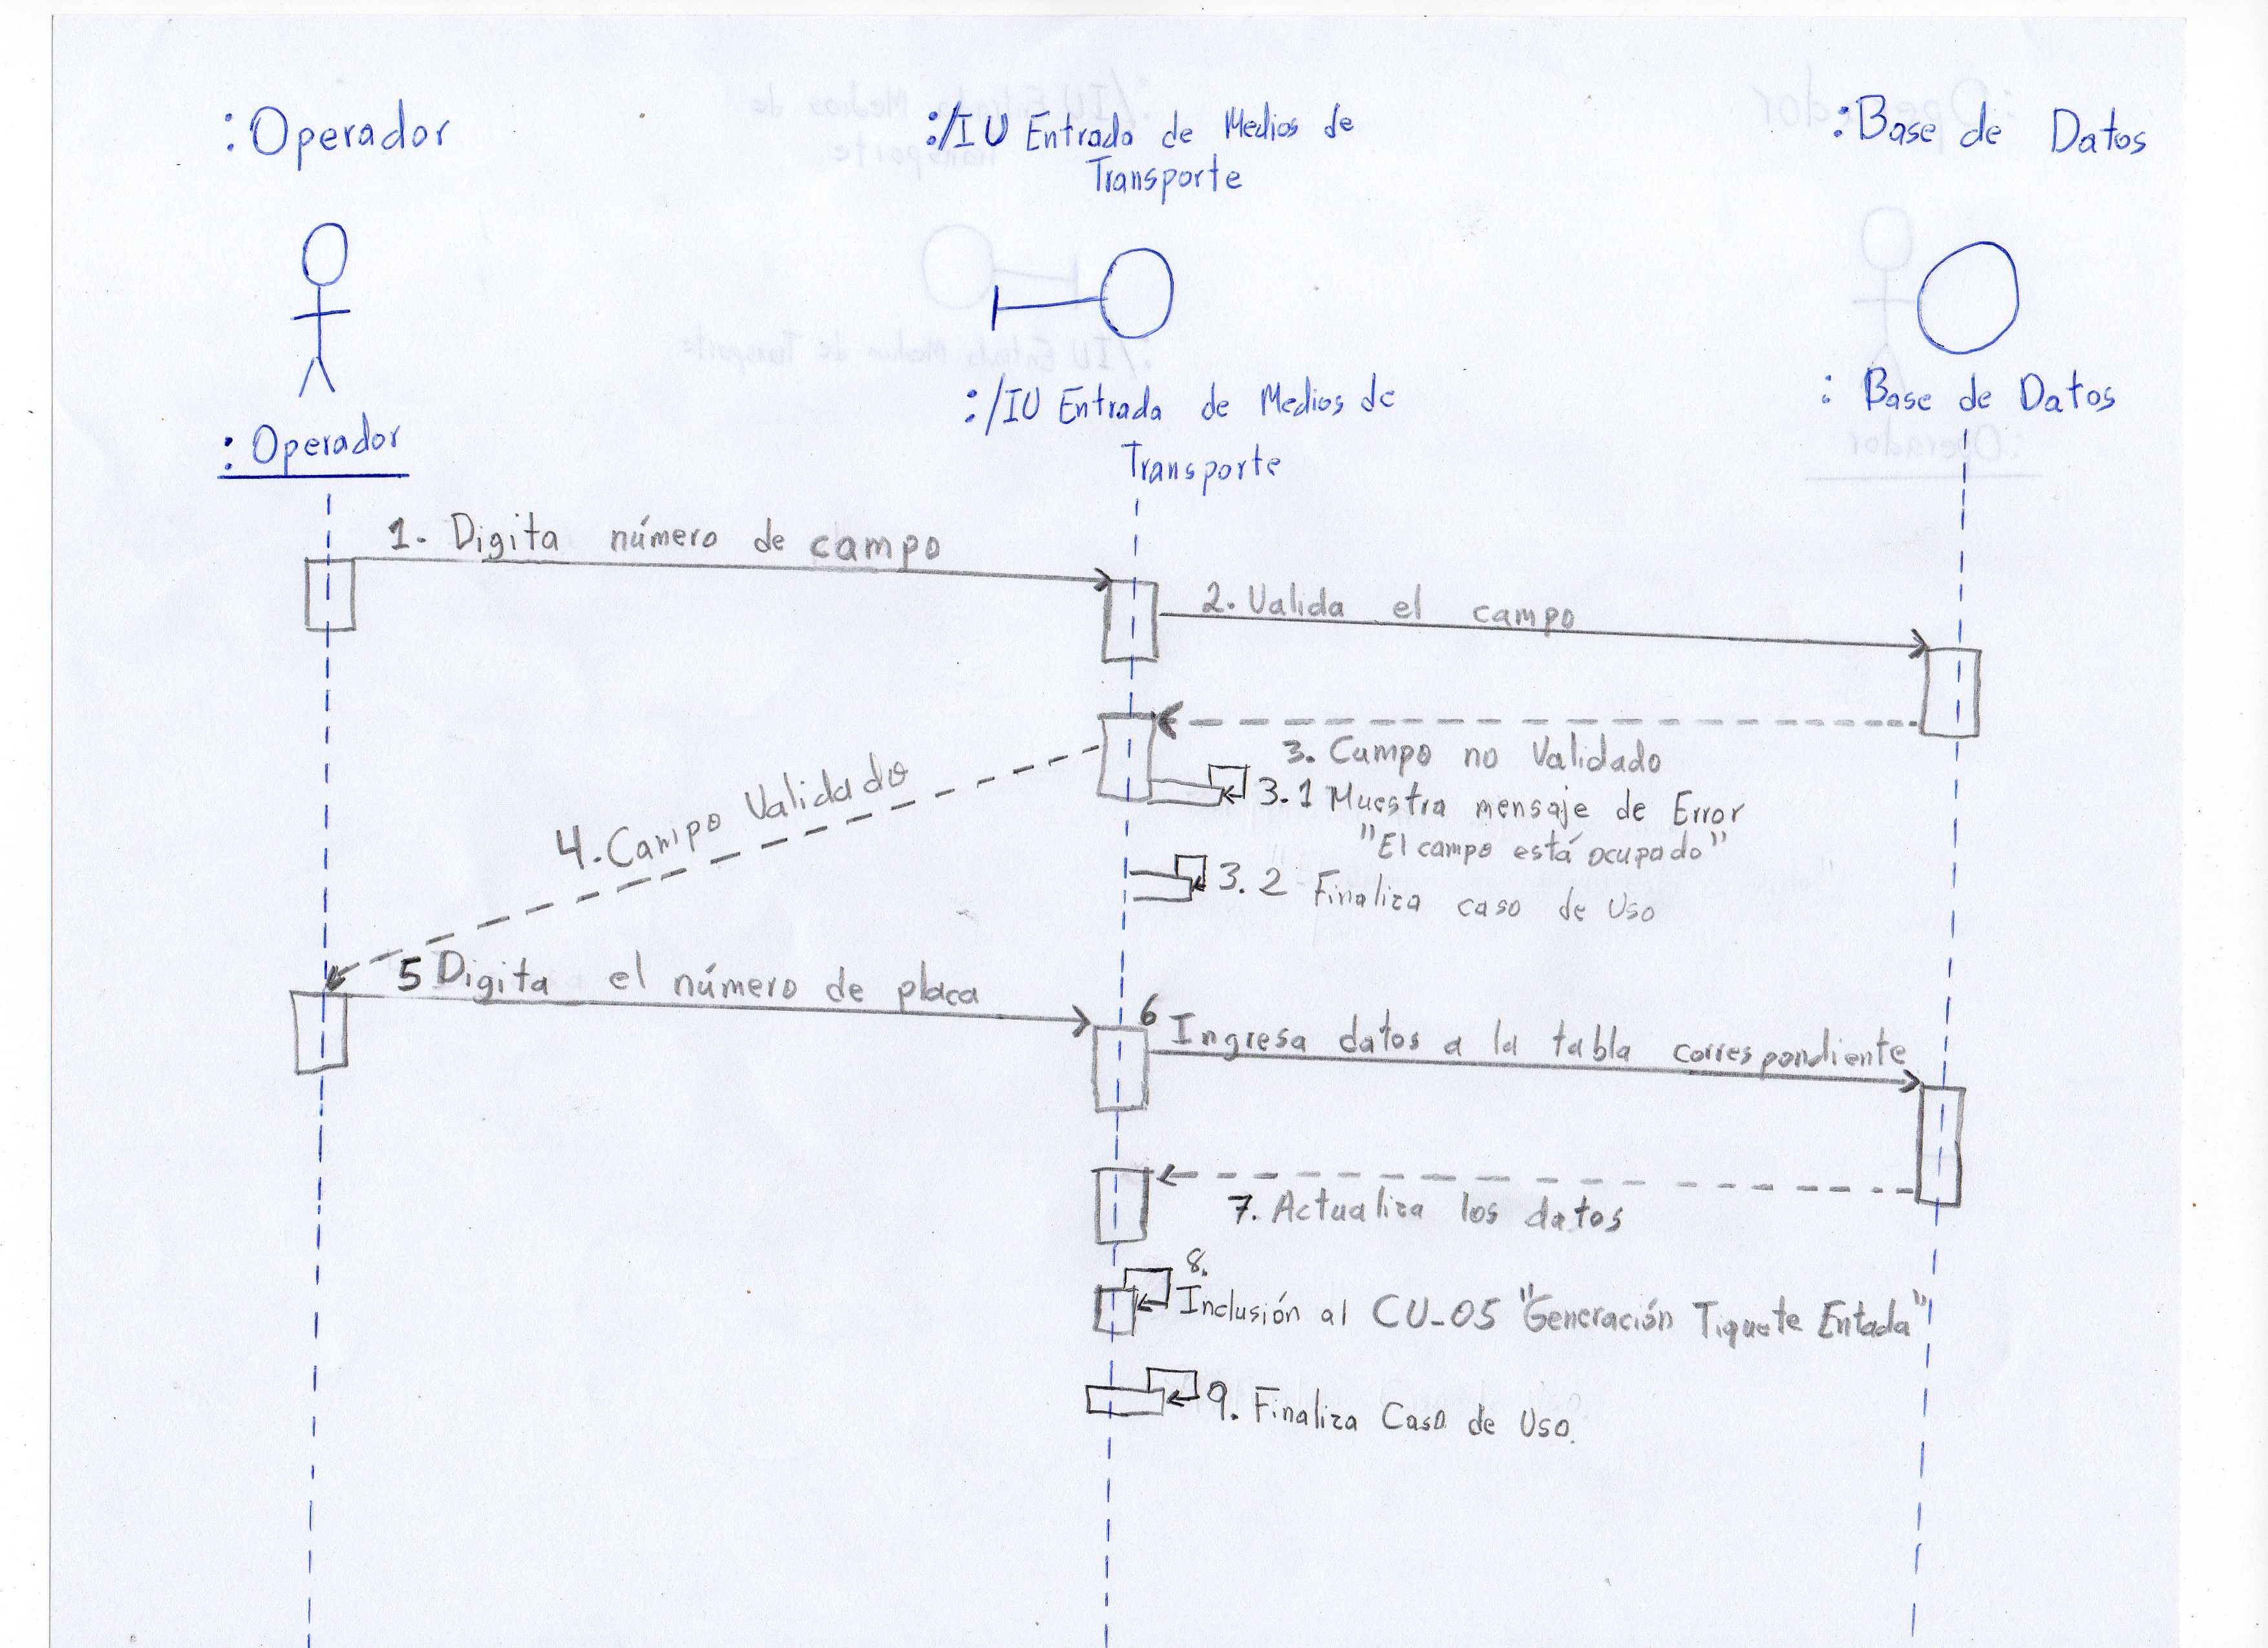 :Operador
:/IU Entrada de Medios de
Transporte
:Base de Datos
:Operador
:/IU Entrada de Medios de
Transporte
: Base de Datos
1. Digita número de campo
2. Valida el campo
3. Campo no Validado
3.1 Muestra mensaje de Error
"El campo está ocupado"
4. Campo Validado
3.2 Finaliza caso de Uso
5 Digita el número de placa
6 Ingresa datos a la tabla correspondiente
7. Actualiza los datos
8.
Inclusión al CU-05 "Generación Tiquete Entada"
9. Finaliza Caso de Uso.